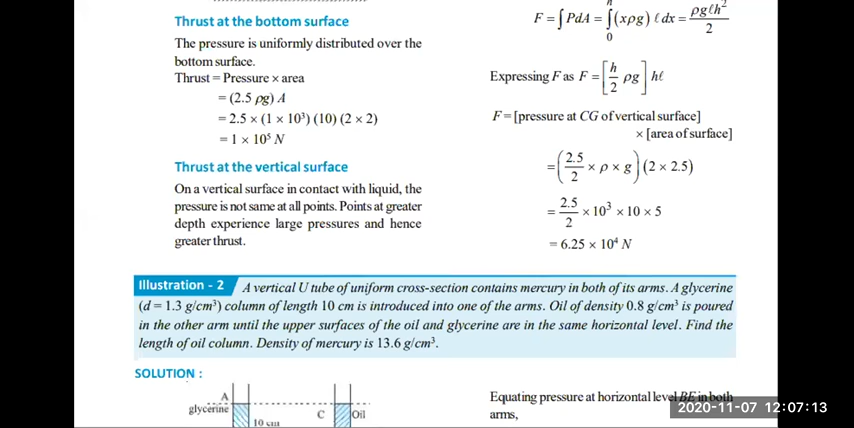 Thrust at the bottom surface
The pressure is uniformly distributed over the
bottom surface.
Thrust = Pressure × area
= (2.5 ρg) A
= 2.5 × (1 × 10³) (10) (2 × 2)
= 1 × 10⁵ N
Thrust at the vertical surface
On a vertical surface in contact with liquid, the
pressure is not same at all points. Points at greater
depth experience large pressures and hence
greater thrust.
F = ∫ PdA = ∫₀ʰ (xρg) ℓ dx = ρgℓh²/2
Expressing F as F = [h/2 ρg] hℓ
F = [pressure at CG of vertical surface]
× [area of surface]
= (2.5/2 × ρ × g) (2 × 2.5)
= 2.5/2 × 10³ × 10 × 5
= 6.25 × 10⁴ N
Illustration - 2 A vertical U tube of uniform cross-section contains mercury in both of its arms. A glycerine
(d = 1.3 g/cm³) column of length 10 cm is introduced into one of the arms. Oil of density 0.8 g/cm³ is poured
in the other arm until the upper surfaces of the oil and glycerine are in the same horizontal level. Find the
length of oil column. Density of mercury is 13.6 g/cm³.
SOLUTION :
A
glycerine
10 cm
C
Oil
Equating pressure at horizontal level BE in both
arms,
2020-11-07 12:07:13